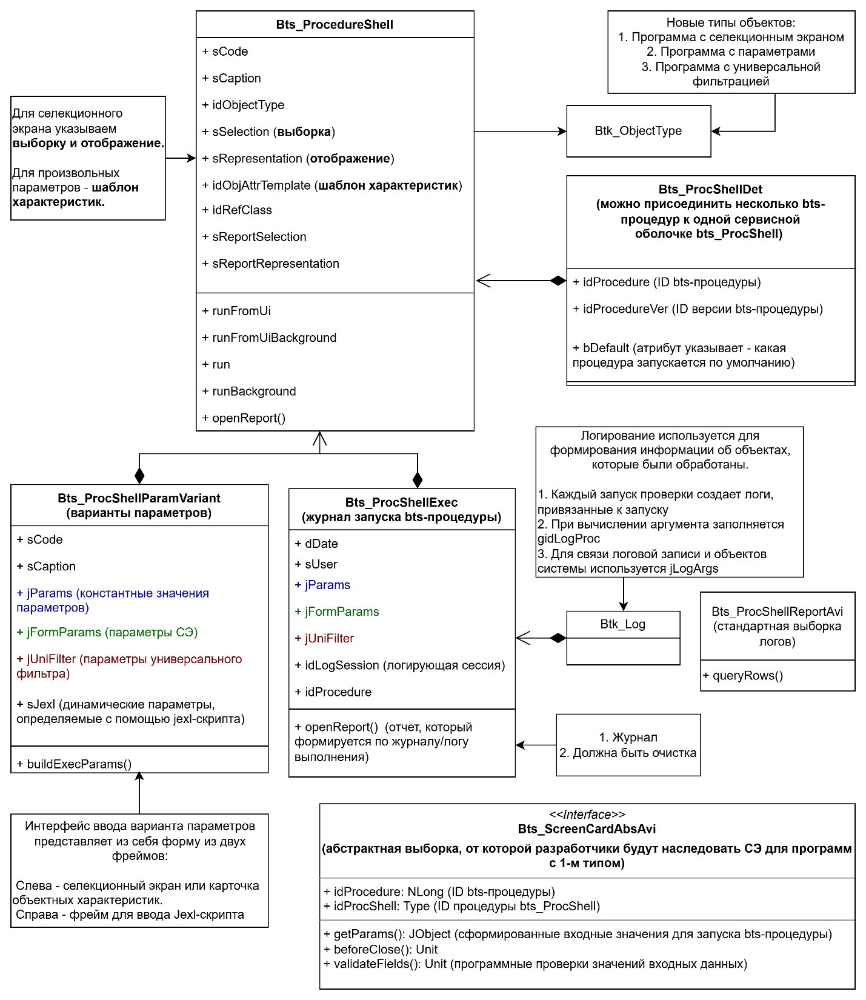 Bts_ProcedureShell
+ sCode
+ sCaption
+ idObjectType
+ sSelection (выборка)
+ sRepresentation (отображение)
+ idObjAttrTemplate (шаблон характеристик)
+ idRefClass
+ sReportSelection
+ sReportRepresentation
+ runFromUi
+ runFromUiBackground
+ run
+ runBackground
+ openReport()
Новые типы объектов:
1. Программа с селекционным экраном
2. Программа с параметрами
3. Программа с универсальной
фильтрацией
Для селекционного
экрана указываем
выборку и отображение.
Для произвольных
параметров - шаблон
характеристик.
Btk_ObjectType
Bts_ProcShellDet
(можно присоединить несколько bts-
процедур к одной сервисной
оболочке bts_ProcShell)
+ idProcedure (ID bts-процедуры)
+ idProcedureVer (ID версии bts-процедуры)
+ bDefault (атрибут указывает - какая
процедура запускается по умолчанию)
Логирование используется для
формирования информации об объектах,
которые были обработаны.
1. Каждый запуск проверки создает логи,
привязанные к запуску
2. При вычислении аргумента заполняется
gidLogProc
3. Для связи логовой записи и объектов
системы используется jLogArgs
Bts_ProcShellParamVariant
(варианты параметров)
+ sCode
+ sCaption
+ jParams (константные значения
параметров)
+ jFormParams (параметры СЭ)
+ jUniFilter (параметры универсального
фильтра)
+ sJexl (динамические параметры,
определяемые с помощью jexl-скрипта)
+ buildExecParams()
Bts_ProcShellExec
(журнал запуска bts-процедуры)
+ dDate
+ sUser
+ jParams
+ jFormParams
+ jUniFilter
+ idLogSession (логирующая сессия)
+ idProcedure
+ openReport()  (отчет, который
формируется по журналу/логу
выполнения)
Btk_Log
Bts_ProcShellReportAvi
(стандартная выборка
логов)
+ queryRows()
1. Журнал
2. Должна быть очистка
Интерфейс ввода варианта параметров
представляет из себя форму из двух
фреймов:
Слева - селекционный экран или карточка
объектных характеристик.
Справа - фрейм для ввода Jexl-скрипта
<<Interface>>
Bts_ScreenCardAbsAvi
(абстрактная выборка, от которой разработчики будут наследовать СЭ для программ
с 1-м типом)
+ idProcedure: NLong (ID bts-процедуры)
+ idProcShell: Type (ID процедуры bts_ProcShell)
+ getParams(): JObject (сформированные входные значения для запуска bts-процедуры)
+ beforeClose(): Unit
+ validateFields(): Unit (программные проверки значений входных данных)